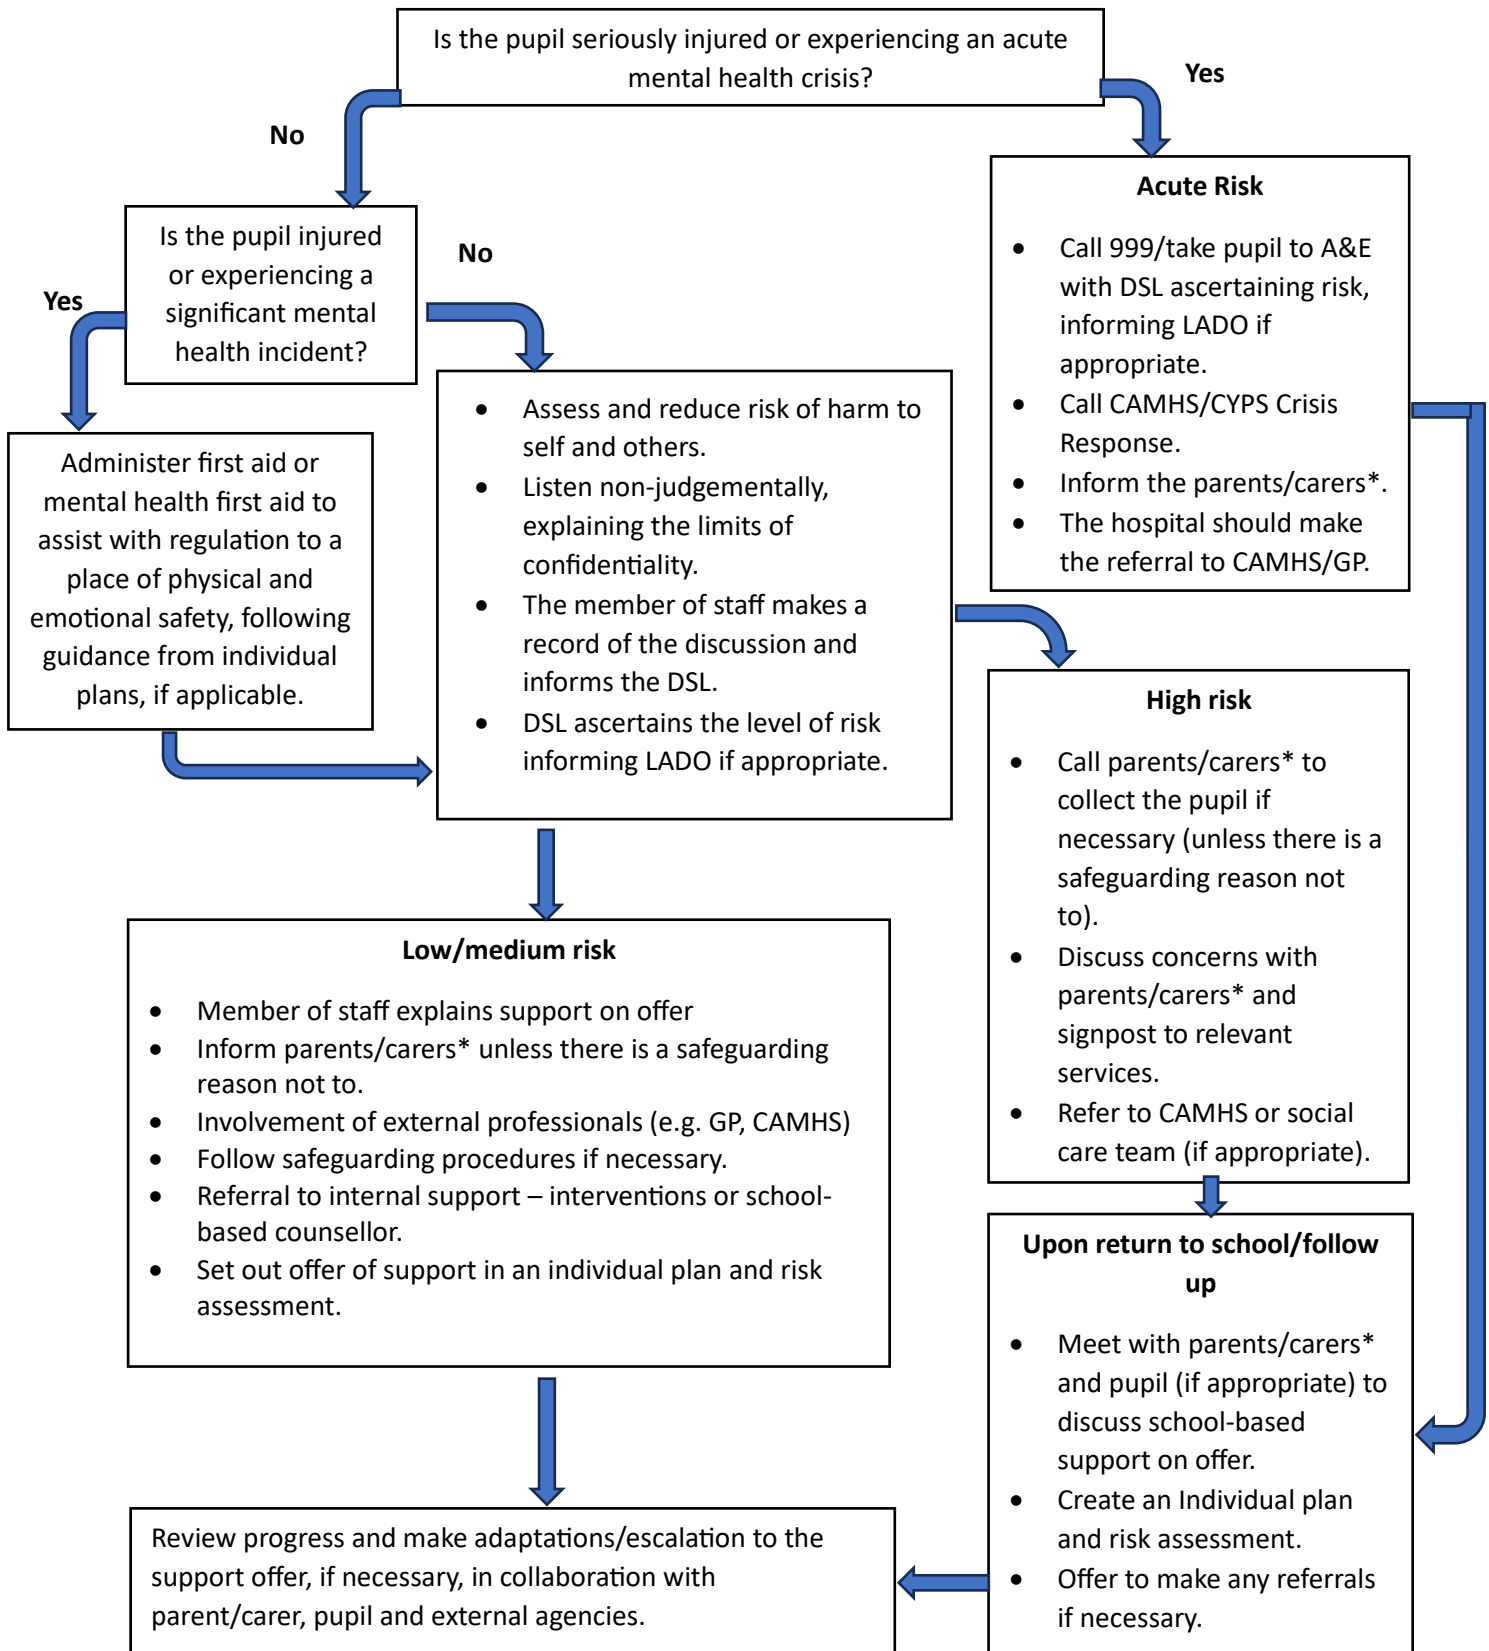 Is the pupil seriously injured or experiencing an acute
mental health crisis?
Yes
No
Acute Risk
• Call 999/take pupil to A&E
with DSL ascertaining risk,
informing LADO if
appropriate.
• Call CAMHS/CYPS Crisis
Response.
• Inform the parents/carers*.
• The hospital should make
the referral to CAMHS/GP.
Is the pupil injured
or experiencing a
significant mental
health incident?
No
Yes
Administer first aid or
mental health first aid to
assist with regulation to a
place of physical and
emotional safety, following
guidance from individual
plans, if applicable.
• Assess and reduce risk of harm to
self and others.
• Listen non-judgementally,
explaining the limits of
confidentiality.
• The member of staff makes a
record of the discussion and
informs the DSL.
• DSL ascertains the level of risk
informing LADO if appropriate.
High risk
• Call parents/carers* to
collect the pupil if
necessary (unless there is a
safeguarding reason not
to).
• Discuss concerns with
parents/carers* and
signpost to relevant
services.
• Refer to CAMHS or social
care team (if appropriate).
Low/medium risk
• Member of staff explains support on offer
• Inform parents/carers* unless there is a safeguarding
reason not to.
• Involvement of external professionals (e.g. GP, CAMHS)
• Follow safeguarding procedures if necessary.
• Referral to internal support – interventions or school-
based counsellor.
• Set out offer of support in an individual plan and risk
assessment.
Upon return to school/follow
up
• Meet with parents/carers*
and pupil (if appropriate) to
discuss school-based
support on offer.
• Create an Individual plan
and risk assessment.
• Offer to make any referrals
if necessary.
Review progress and make adaptations/escalation to the
support offer, if necessary, in collaboration with
parent/carer, pupil and external agencies.